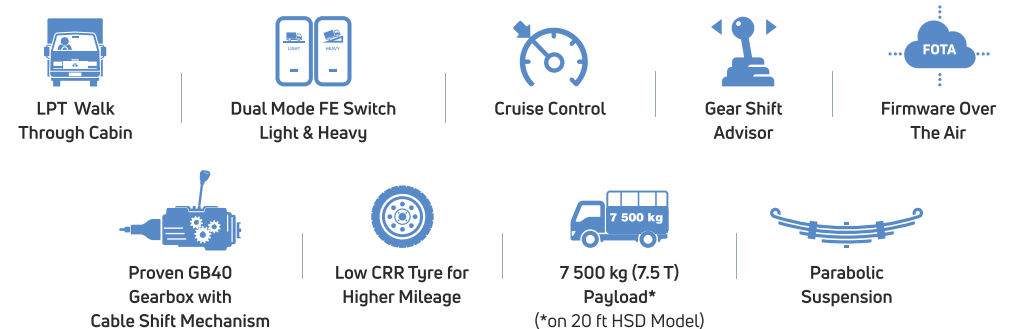 LIGHT
HEAVY
FOTA
LPT Walk
Through Cabin
Dual Mode FE Switch
Light & Heavy
Cruise Control
Gear Shift
Advisor
Firmware Over
The Air
7 500 kg
Proven GB40
Gearbox with
Cable Shift Mechanism
Low CRR Tyre for
Higher Mileage
7 500 kg (7.5 T)
Payload*
(*on 20 ft HSD Model)
Parabolic
Suspension